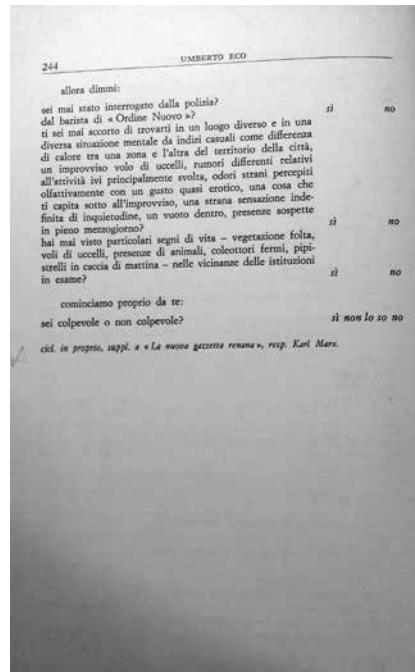 244
UMBERTO ECO
allora dimmi:
sei mai stato interrogato dalla polizia?
dal barista di « Ordine Nuovo »? sì no
ti sei mai accorto di trovarti in un luogo diverso e in una
diversa situazione mentale da indizi casuali come differenza
di calore tra una zona e l'altra del territorio della città,
un improvviso volo di uccelli, rumori differenti relativi
all'attività ivi principalmente svolta, odori strani percepiti
olfattivamente con un gusto quasi erotico, una cosa che
ti capita sotto all'improvviso, una strana sensazione inde-
finita di inquietudine, un vuoto dentro, presenze sospette
in pieno mezzogiorno? sì no
hai mai visto particolari segni di vita – vegetazione folta,
voli di uccelli, presenze di animali, coleottori fermi, pipi-
strelli in caccia di mattina – nelle vicinanze delle istituzioni
in esame? sì no
cominciamo proprio da te:
sei colpevole o non colpevole? sì non lo so no
cicl. in proprio, suppl. a « La nuova gazzetta renana », resp. Karl Marx.